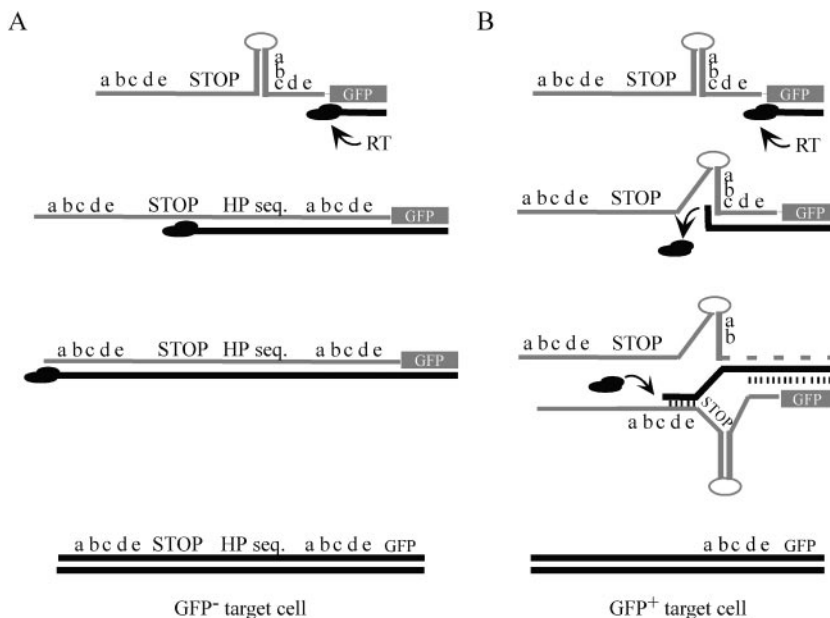 A
a b c d e STOP
a
b
c d e
GFP
RT
a b c d e STOP HP seq. a b c d e
GFP
a b c d e STOP HP seq. a b c d e
GFP
a b c d e STOP HP seq. a b c d e GFP
GFP- target cell
B
a b c d e STOP
a
b
c d e
GFP
RT
a b c d e STOP
a
b
c d e
GFP
a b c d e STOP
a
b
STOP
GFP
a b c d e
a b c d e GFP
GFP+ target cell